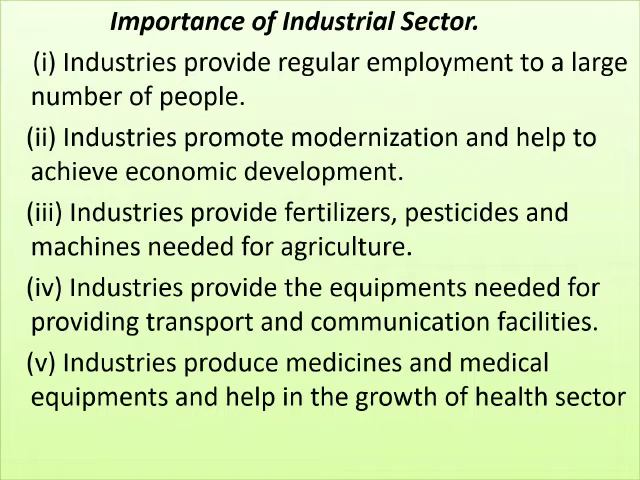 Importance of Industrial Sector.
(i) Industries provide regular employment to a large
number of people.
(ii) Industries promote modernization and help to
achieve economic development.
(iii) Industries provide fertilizers, pesticides and
machines needed for agriculture.
(iv) Industries provide the equipments needed for
providing transport and communication facilities.
(v) Industries produce medicines and medical
equipments and help in the growth of health sector